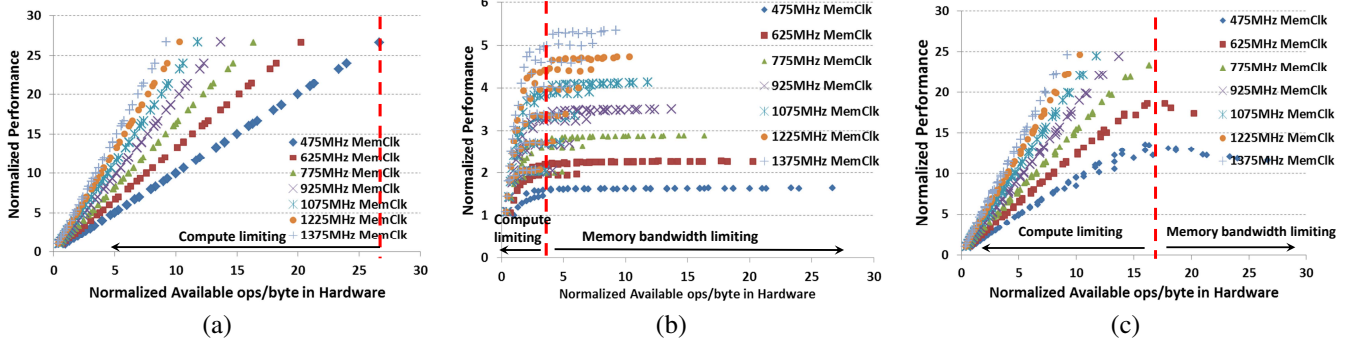 30
25
20
15
10
5
0
Normalized Performance
475MHz MemClk
625MHz MemClk
775MHz MemClk
925MHz MemClk
1075MHz MemClk
1225MHz MemClk
1375MHz MemClk
Compute limiting
0 5 10 15 20 25 30
Normalized Available ops/byte in Hardware
(a)
6
5
4
3
2
1
Normalized Performance
475MHz MemClk
625MHz MemClk
775MHz MemClk
925MHz MemClk
1075MHz MemClk
1225MHz MemClk
1375MHz MemClk
Compute
limiting
Memory bandwidth limiting
0 5 10 15 20 25 30
Normalized Available ops/byte in Hardware
(b)
30
25
20
15
10
5
0
Normalized Performance
475MHz MemClk
625MHz MemClk
775MHz MemClk
925MHz MemClk
1075MHz MemClk
1225MHz MemClk
1375MHz MemClk
Compute limiting
Memory bandwidth limiting
0 5 10 15 20 25 30
Normalized Available ops/byte in Hardware
(c)